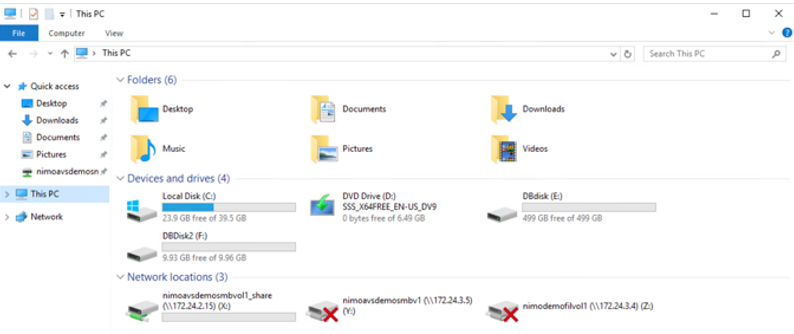 This PC
File
Computer
View
This PC
Search This PC
Quick access
Desktop
Downloads
Documents
Pictures
nimoavsdemosn
This PC
Network
Folders (6)
Desktop
Documents
Downloads
Music
Pictures
Videos
Devices and drives (4)
Local Disk (C:)
23.9 GB free of 39.5 GB
DVD Drive (D:)
SSS_X64FREE_EN-US_DV9
0 bytes free of 6.49 GB
DBdisk (E:)
499 GB free of 499 GB
DBDisk2 (F:)
9.93 GB free of 9.96 GB
Network locations (3)
nimoavsdemosmbvol1_share
(\\172.24.2.15) (X:)
nimoavsdemosmbv1 (\\172.24.3.5)
(Y:)
nimodemofilvol1 (\\172.24.3.4) (Z:)